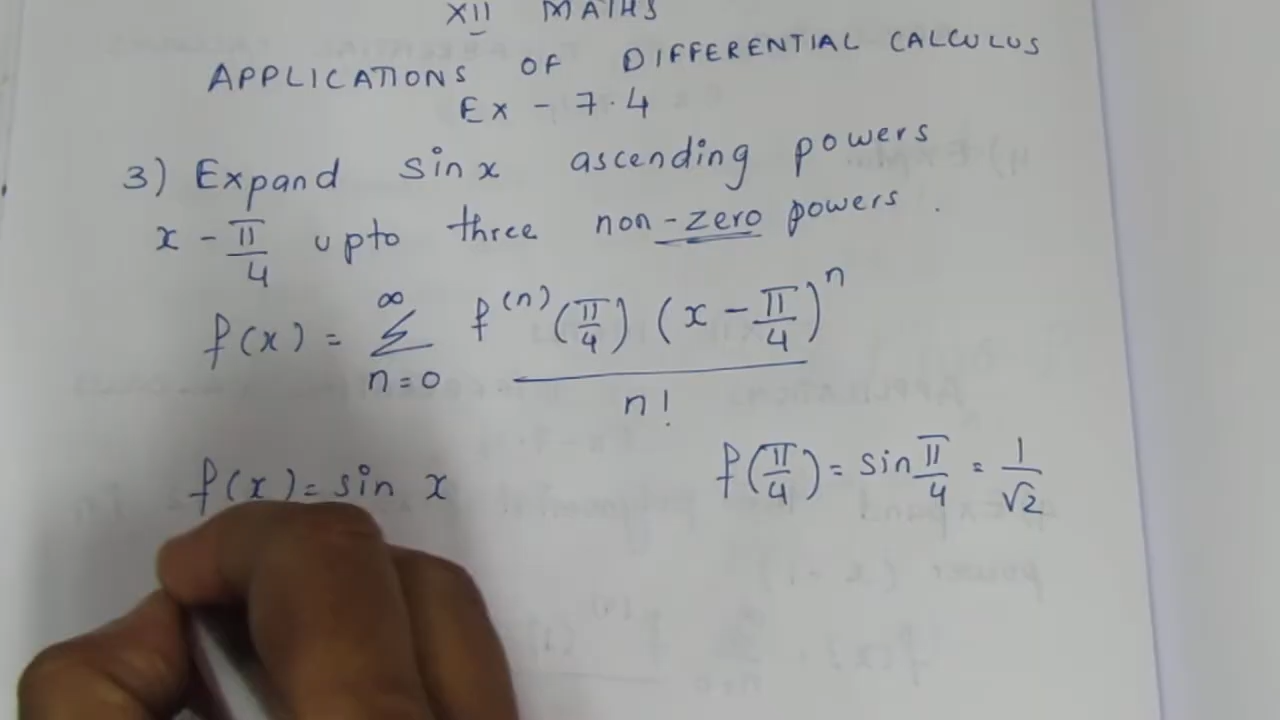 XII MATHS
APPLICATIONS OF DIFFERENTIAL CALCULUS
Ex - 7.4
3) Expand sin x ascending powers
x - π/4 upto three non-zero powers .
f(x) = ∑_{n=0}^{∞} f^{(n)}(π/4) (x - π/4)^n / n!
f(x) = sin x f(π/4) = sin π/4 = 1/√2